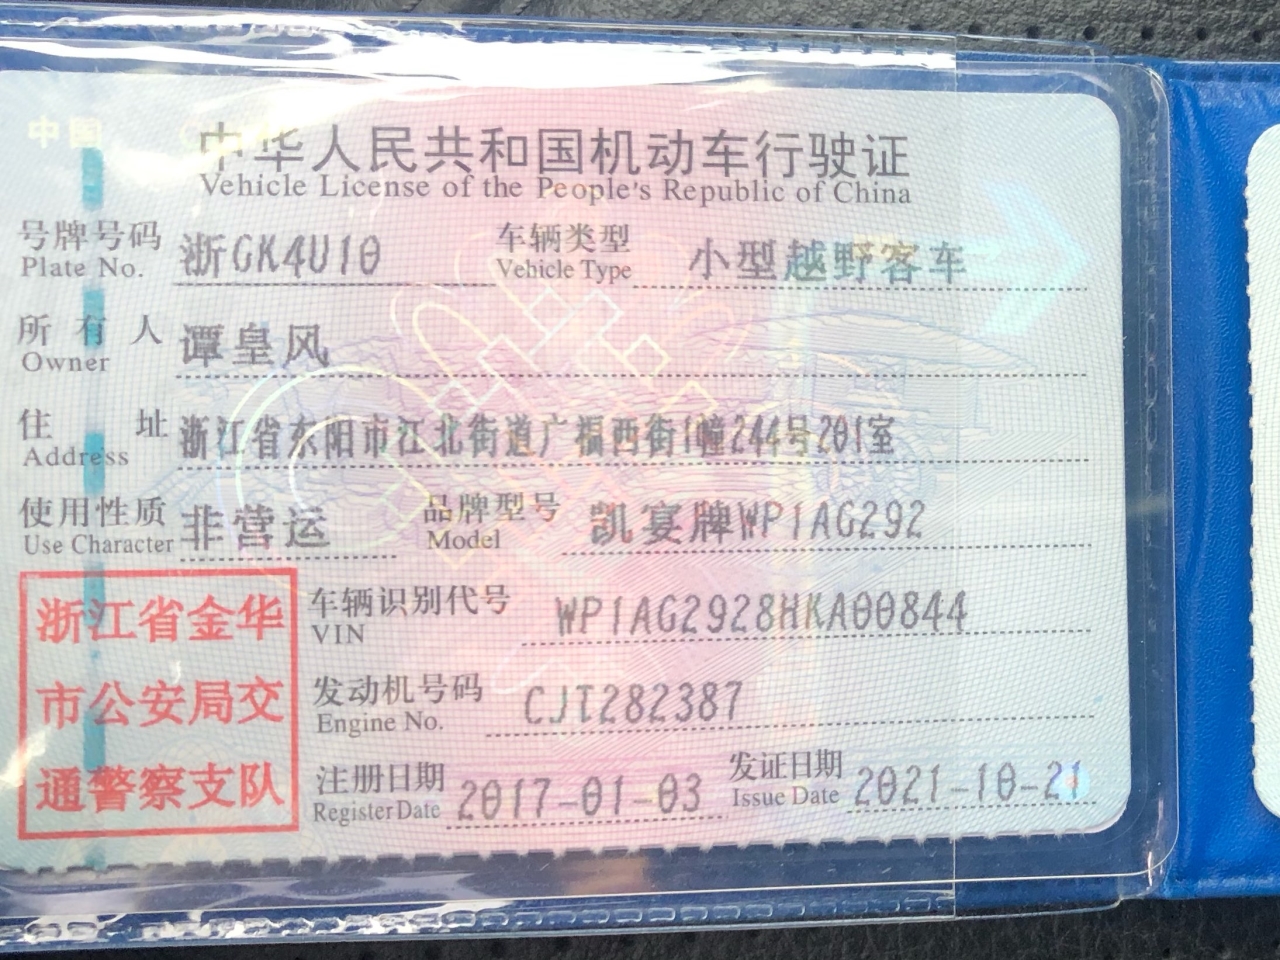 中国
中华人民共和国机动车行驶证
Vehicle License of the People's Republic of China
号牌号码 浙GK4U10 车辆类型 小型越野客车
Plate No. Vehicle Type
所有人 谭皇风
Owner
住址 浙江省东阳市江北街道广福西街1幢244号201室
Address
使用性质 非营运 品牌型号 凯宴牌WP1AG292
Use Character Model
浙江省金华
市公安局交
通警察支队
车辆识别代号 WP1AG2928HKA00844
VIN
发动机号码 CJT282387
Engine No.
注册日期 2017-01-03 发证日期 2021-10-21
Register Date Issue Date